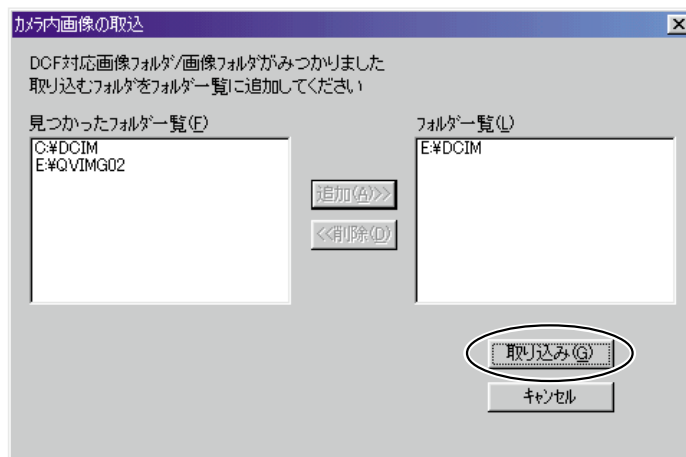 カメラ内画像の取込
DCF対応画像フォルダ/画像フォルダがみつかりました
取り込むフォルダをフォルダ一覧に追加してください
見つかったフォルダ一覧(F)
フォルダ一覧(L)
C:¥DCIM
E:¥QVIMG02
E:¥DCIM
追加(A)>>
<<削除(D)
取り込み(G)
キャンセル